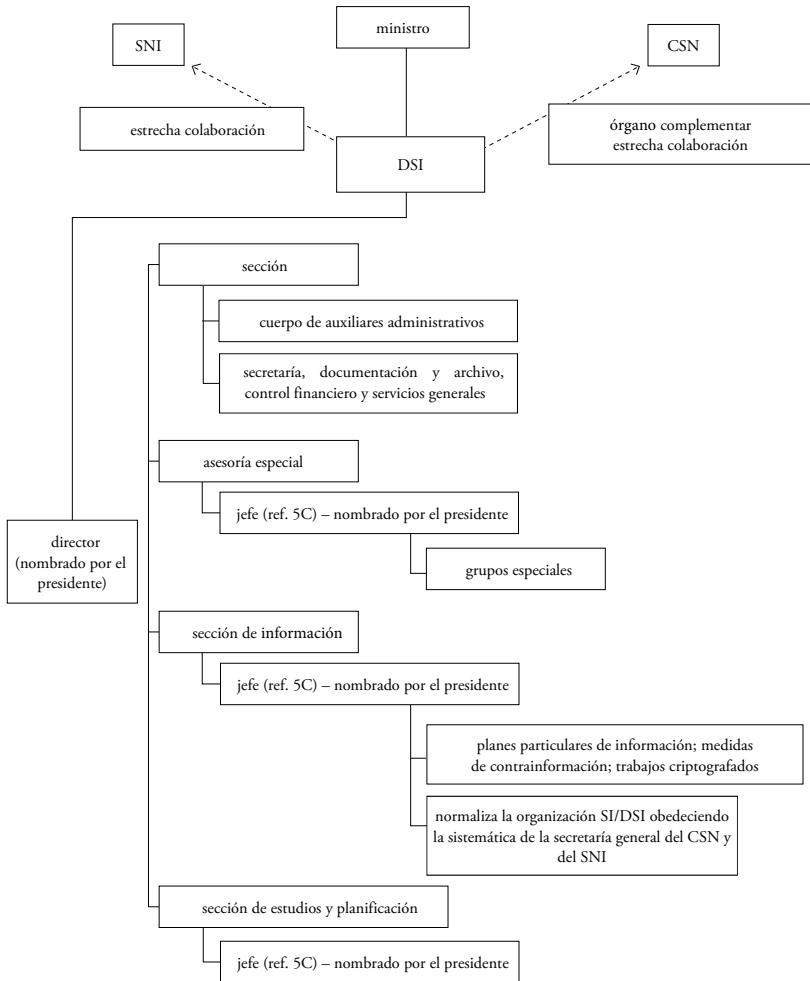 ministro
SNI
CSN
estrecha colaboración
órgano complementar
estrecha colaboración
DSI
sección
cuerpo de auxiliares administrativos
secretaría, documentación y archivo,
control financiero y servicios generales
asesoría especial
jefe (ref. 5C) – nombrado por el presidente
grupos especiales
director
(nombrado por el
presidente)
sección de información
jefe (ref. 5C) – nombrado por el presidente
planes particulares de información; medidas
de contrainformación; trabajos criptografados
normaliza la organización SI/DSI obedeciendo
la sistemática de la secretaría general del CSN y
del SNI
sección de estudios y planificación
jefe (ref. 5C) – nombrado por el presidente